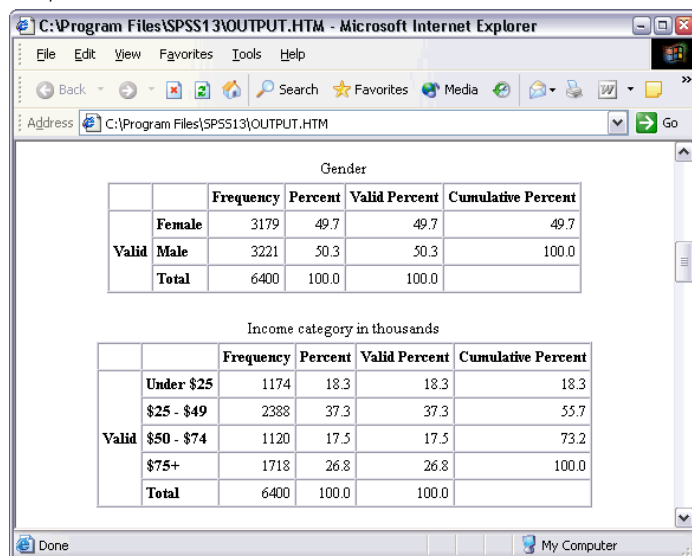 C:\Program Files\SPSS13\OUTPUT.HTM - Microsoft Internet Explorer
File Edit View Favorites Tools Help
Back Search Favorites Media W »
Address C:\Program Files\SPSS13\OUTPUT.HTM Go
Gender
Frequency Percent Valid Percent Cumulative Percent
Female 3179 49.7 49.7 49.7
Valid Male 3221 50.3 50.3 100.0
Total 6400 100.0 100.0
Income category in thousands
Frequency Percent Valid Percent Cumulative Percent
Under $25 1174 18.3 18.3 18.3
$25 - $49 2388 37.3 37.3 55.7
Valid $50 - $74 1120 17.5 17.5 73.2
$75+ 1718 26.8 26.8 100.0
Total 6400 100.0 100.0
Done My Computer